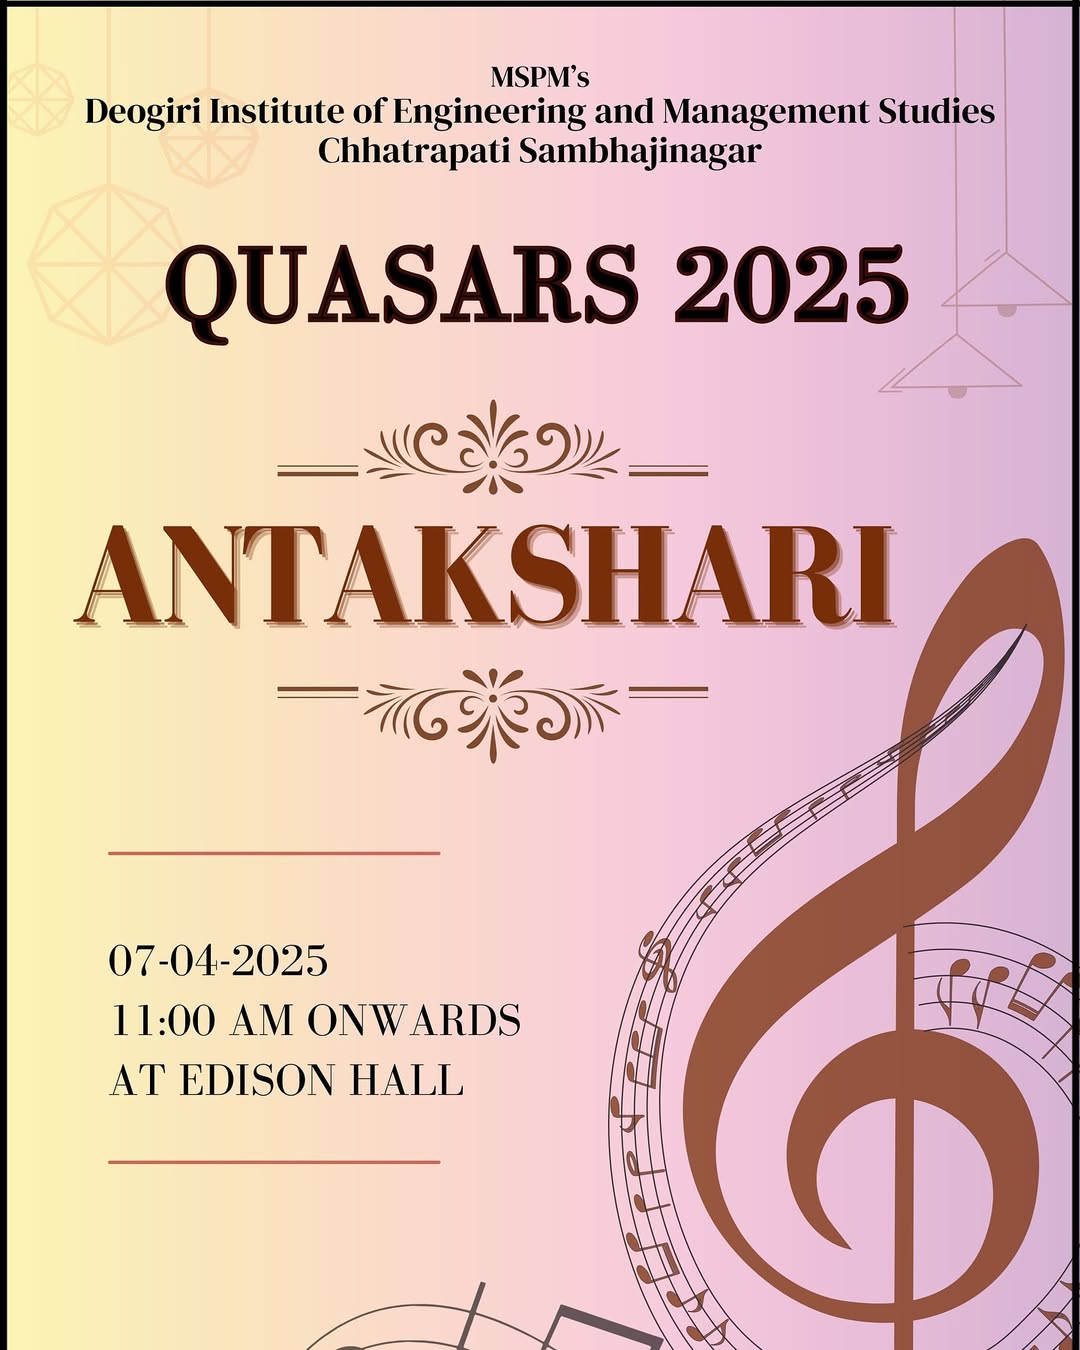 MSPM's
Deogiri Institute of Engineering and Management Studies
Chhatrapati Sambhajinagar
QUASARS 2025
ANTAKSHARI
07-04-2025
11:00 AM ONWARDS
AT EDISON HALL